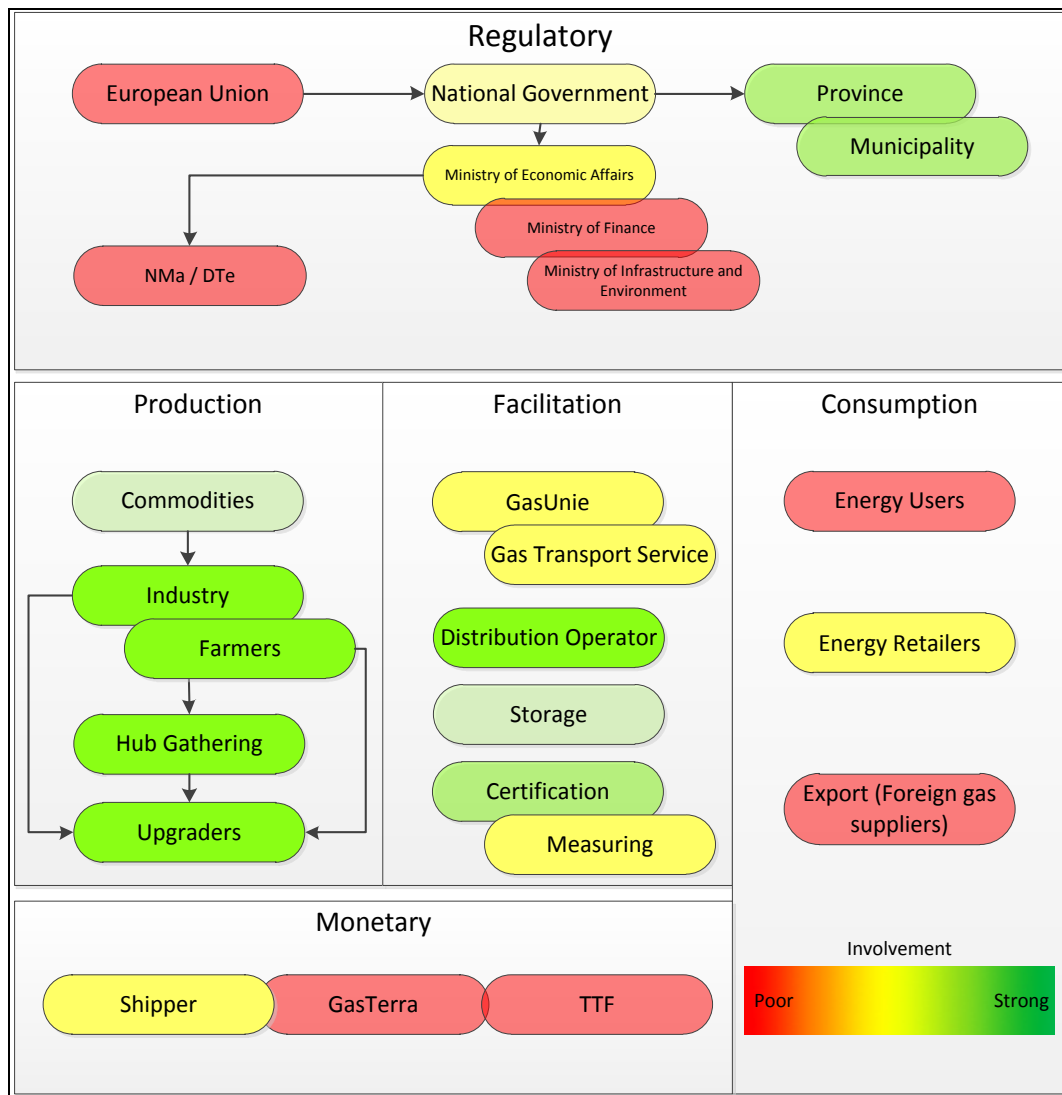 Regulatory
European Union
National Government
Province
Municipality
Ministry of Economic Affairs
Ministry of Finance
NMa / DTe
Ministry of Infrastructure and
Environment
Production
Facilitation
Consumption
Commodities
GasUnie
Energy Users
Gas Transport Service
Industry
Distribution Operator
Farmers
Energy Retailers
Storage
Hub Gathering
Certification
Export (Foreign gas
suppliers)
Upgraders
Measuring
Monetary
Involvement
Shipper
GasTerra
TTF
Poor
Strong